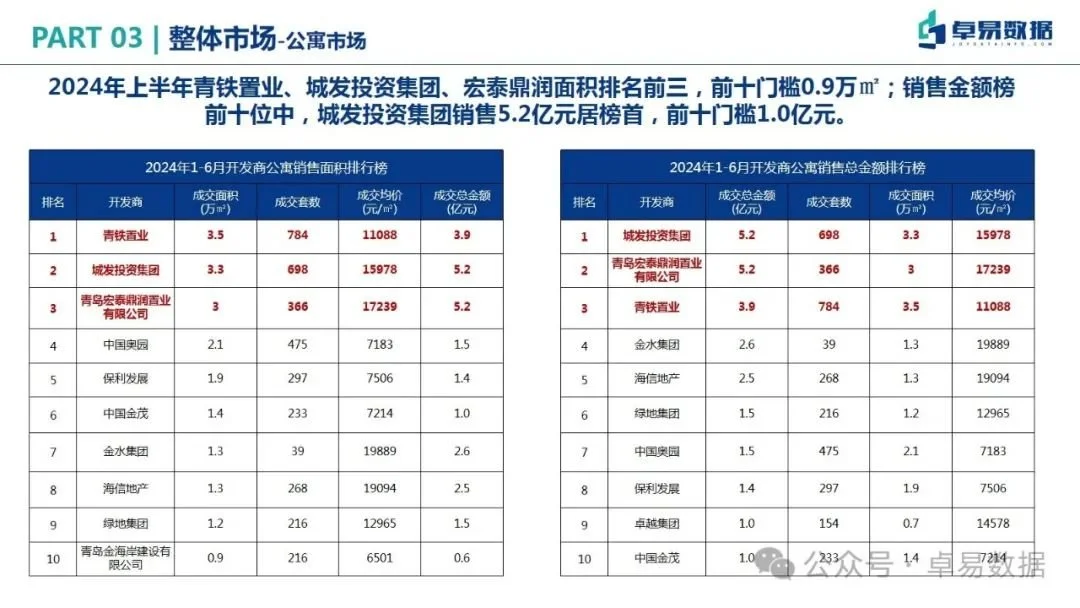 PART 03 | 整体市场-公寓市场
卓易数据
JOYDATAINFO.COM
2024年上半年青铁置业、城发投资集团、宏泰鼎润面积排名前三，前十门槛0.9万㎡；销售金额榜
前十位中，城发投资集团销售5.2亿元居榜首，前十门槛1.0亿元。
2024年1-6月开发商公寓销售面积排行榜
排名 开发商 成交面积(万㎡) 成交套数 成交均价(元/㎡) 成交总金额(亿元)
1 青铁置业 3.5 784 11088 3.9
2 城发投资集团 3.3 698 15978 5.2
3 青岛宏泰鼎润置业有限公司 3 366 17239 5.2
4 中国奥园 2.1 475 7183 1.5
5 保利发展 1.9 297 7506 1.4
6 中国金茂 1.4 233 7214 1.0
7 金水集团 1.3 39 19889 2.6
8 海信地产 1.3 268 19094 2.5
9 绿地集团 1.2 216 12965 1.5
10 青岛金海岸建设有限公司 0.9 216 6501 0.6
2024年1-6月开发商公寓销售总金额排行榜
排名 开发商 成交总金额(亿元) 成交套数 成交面积(万㎡) 成交均价(元/㎡)
1 城发投资集团 5.2 698 3.3 15978
2 青岛宏泰鼎润置业有限公司 5.2 366 3 17239
3 青铁置业 3.9 784 3.5 11088
4 金水集团 2.6 39 1.3 19889
5 海信地产 2.5 268 1.3 19094
6 绿地集团 1.5 216 1.2 12965
7 中国奥园 1.5 475 2.1 7183
8 保利发展 1.4 297 1.9 7506
9 卓越集团 1.0 154 0.7 14578
10 中国金茂 1.0 233 1.4 7214
公众号 · 卓易数据